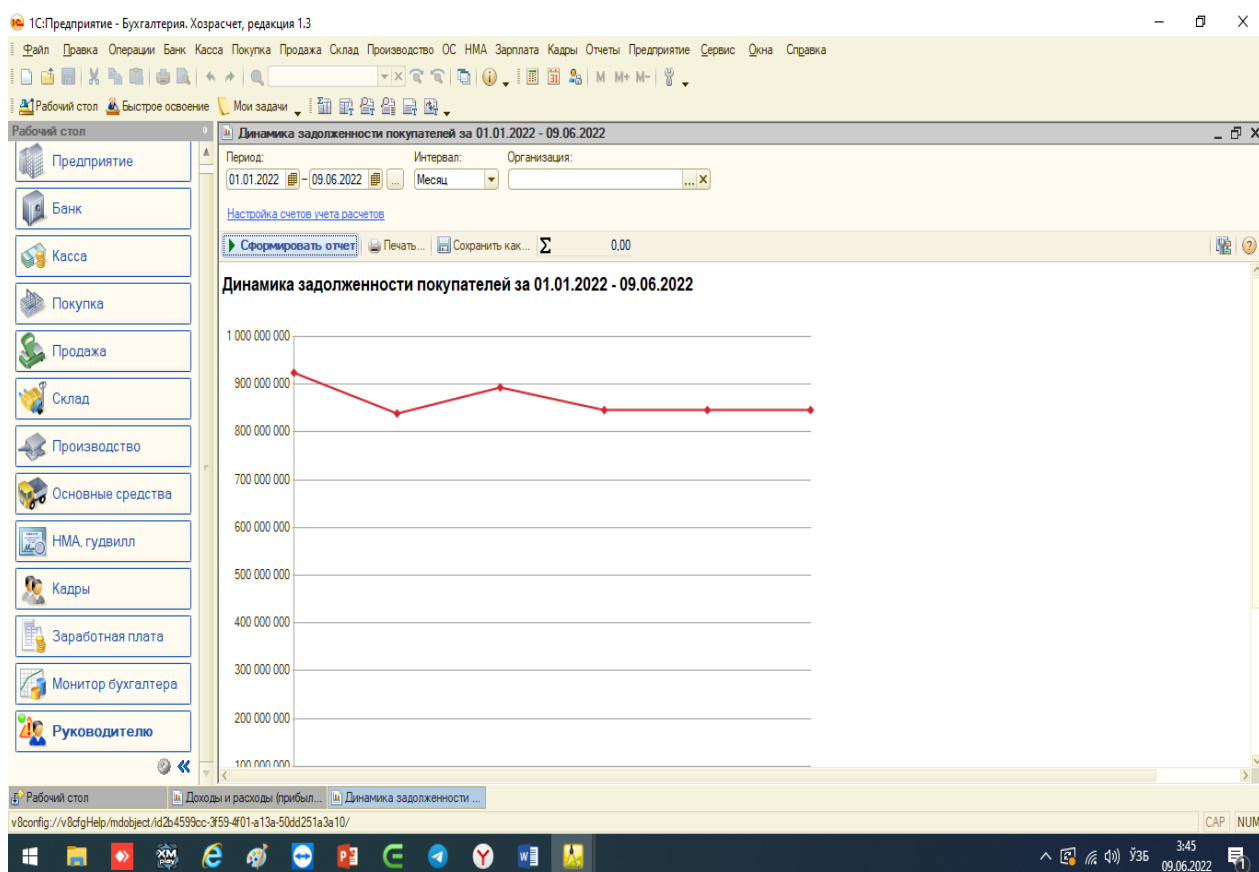 1С:Предприятие - Бухгалтерия. Хозрасчет, редакция 1.3
Файл Правка Операции Банк Касса Покупка Продажа Склад Производство ОС НМА Зарплата Кадры Отчеты Предприятие Сервис Окна Справка
M M+ M-
Рабочий стол Быстрое освоение Мои задачи
Рабочий стол
Предприятие
Банк
Касса
Покупка
Продажа
Склад
Производство
Основные средства
НМА, гудвилл
Кадры
Заработная плата
Монитор бухгалтера
Руководителю
Динамика задолженности покупателей за 01.01.2022 - 09.06.2022
Период: Интервал: Организация:
01.01.2022 – 09.06.2022 ... Месяц ... x
Настройка счетов учета расчетов
Сформировать отчет Печать... Сохранить как... Σ 0,00
Динамика задолженности покупателей за 01.01.2022 - 09.06.2022
1 000 000 000
900 000 000
800 000 000
700 000 000
600 000 000
500 000 000
400 000 000
300 000 000
200 000 000
100 000 000
Рабочий стол Доходы и расходы (прибыл... Динамика задолженности ...
v8config://v8cfgHelp/mdobject/id2b4599cc-3f59-4f01-a13a-50dd251a3a10/ CAP NUM
ЎЗБ 3:45
09.06.2022